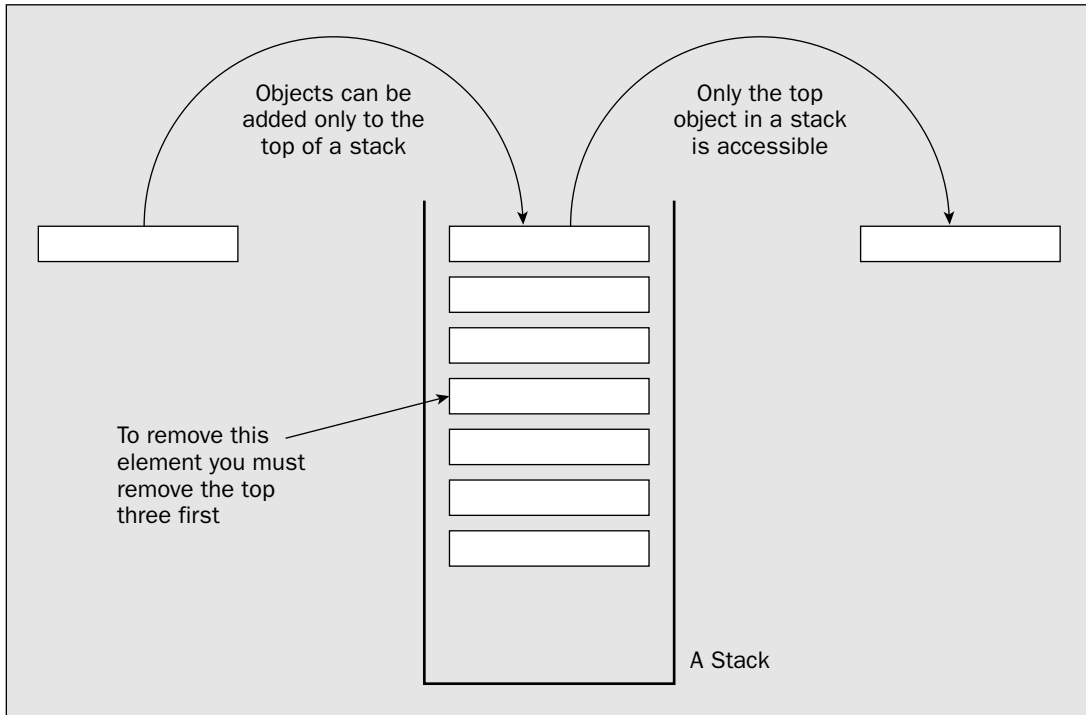 Objects can be
added only to the
top of a stack
Only the top
object in a stack
is accessible
To remove this
element you must
remove the top
three first
A Stack